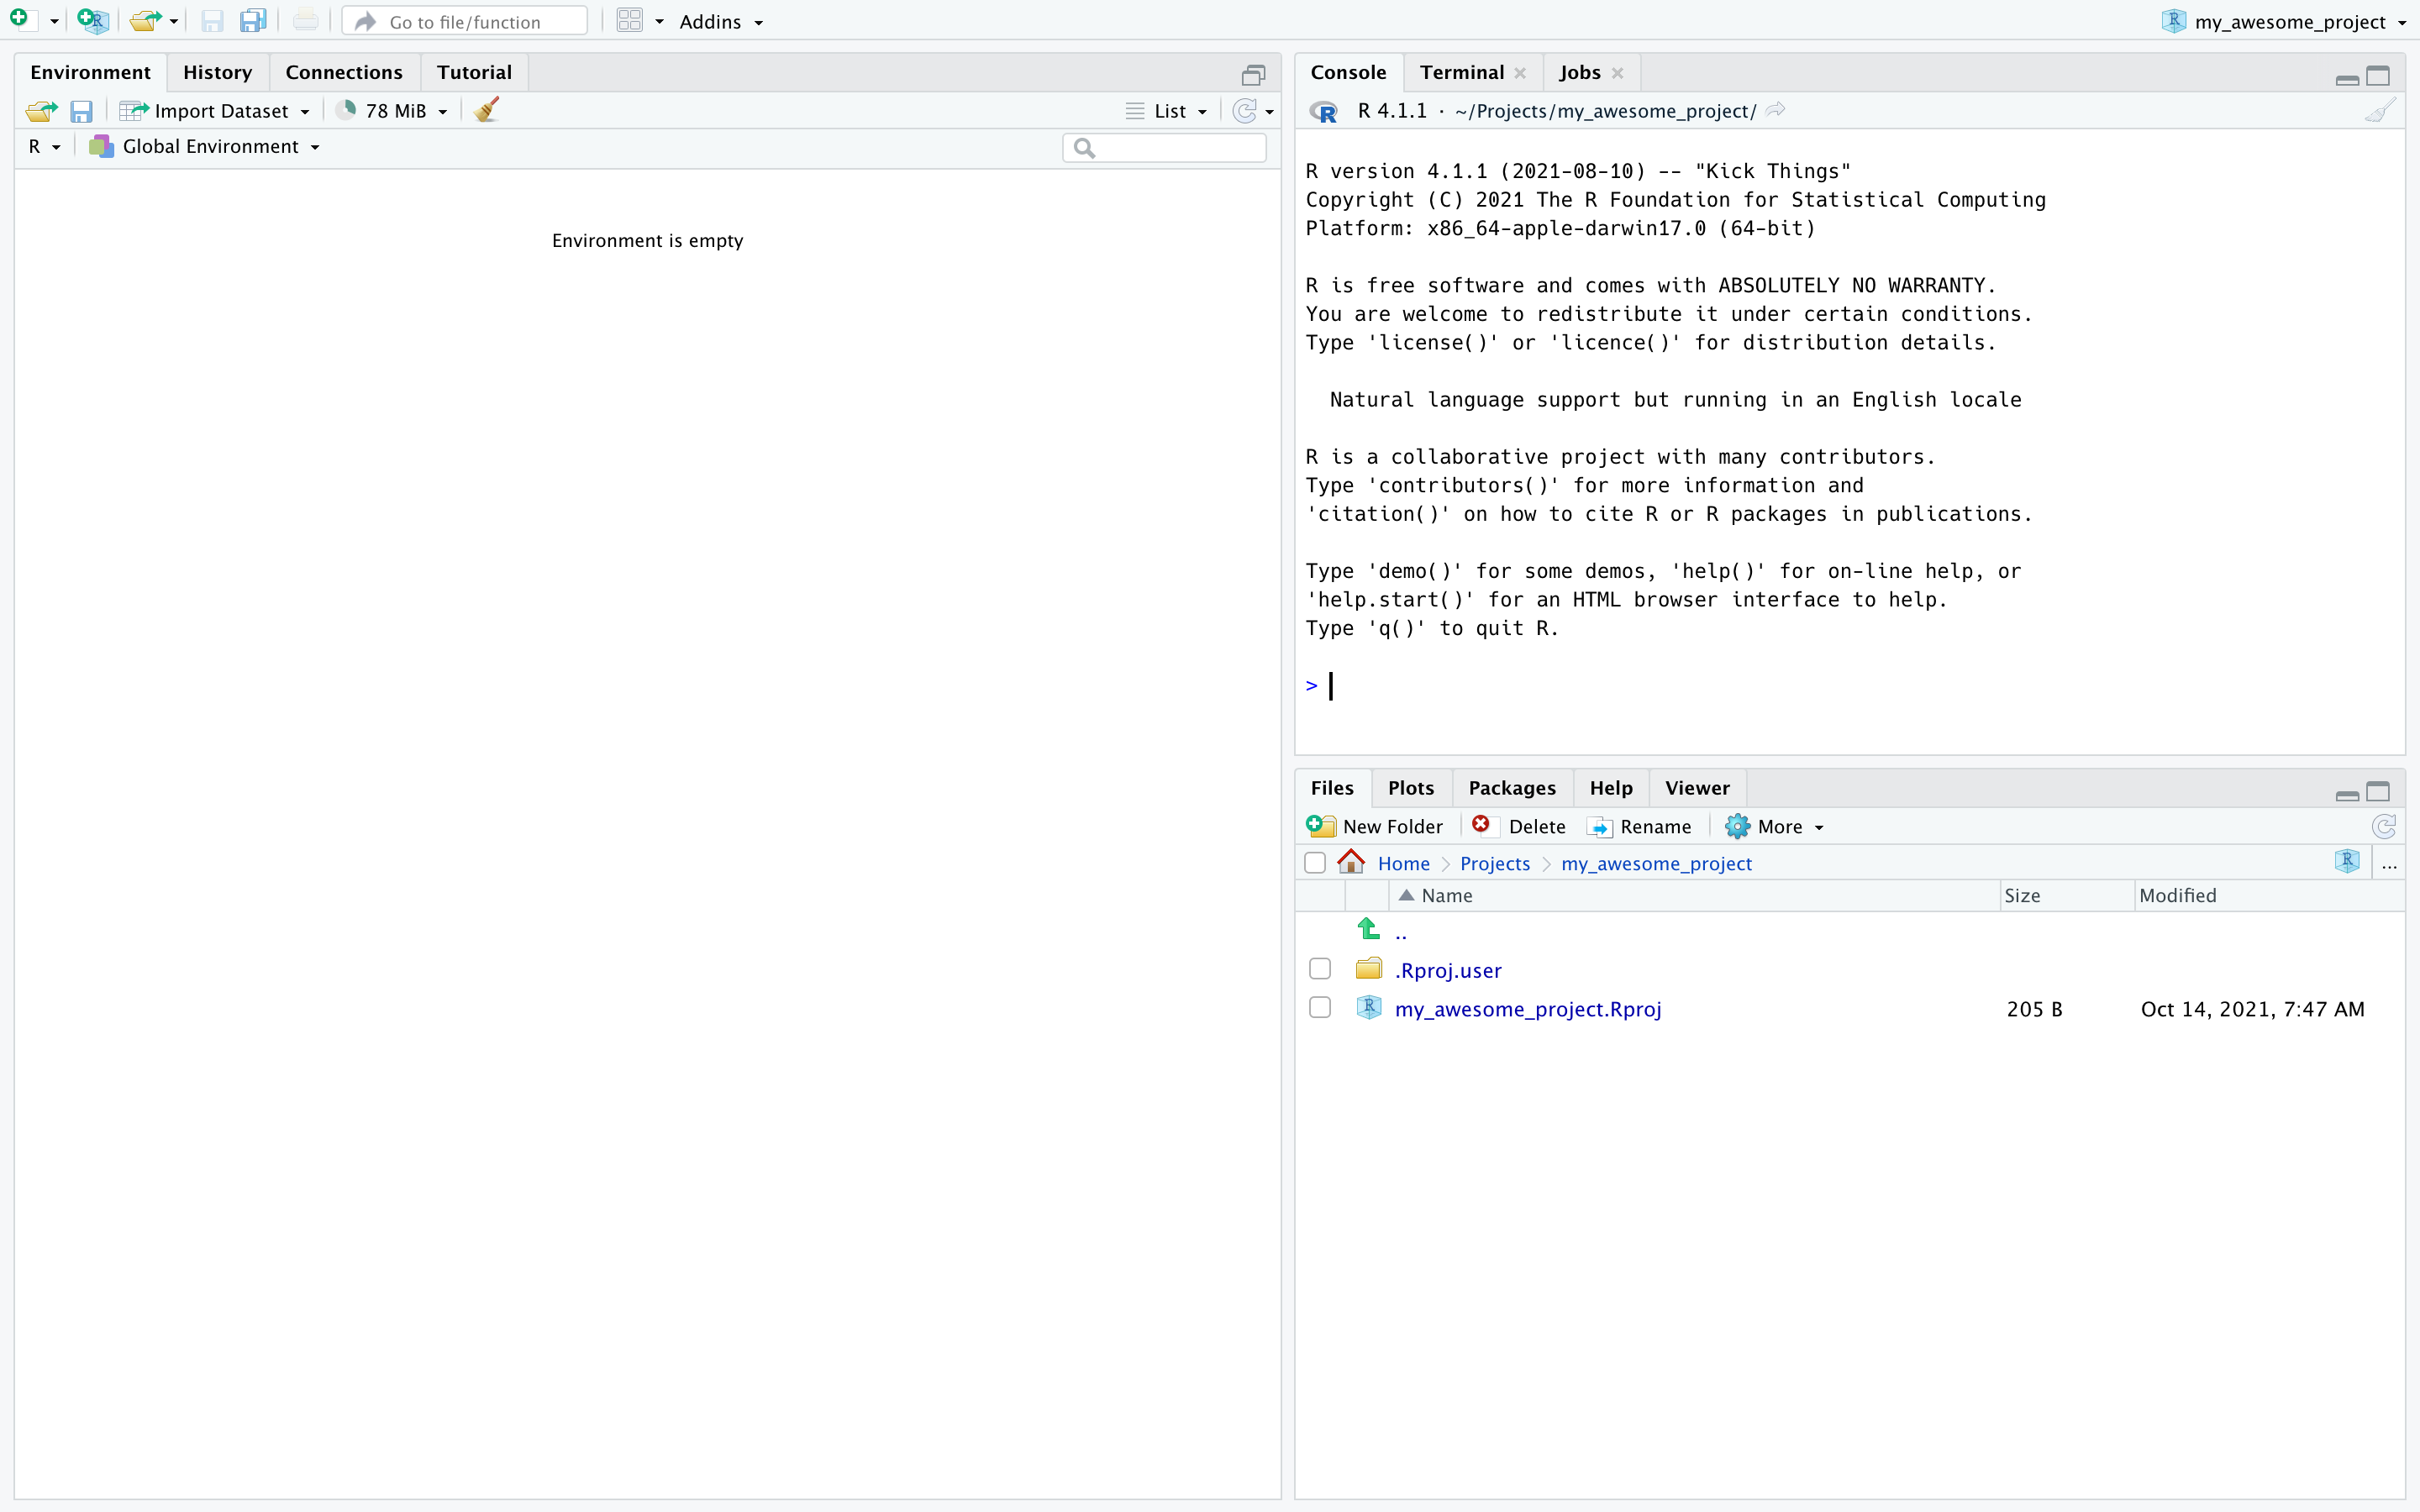 Go to file/function
Addins
my_awesome_project
Environment History Connections Tutorial
Import Dataset 78 MiB List
R Global Environment
Environment is empty
Console Terminal Jobs
R 4.1.1 · ~/Projects/my_awesome_project/
R version 4.1.1 (2021-08-10) -- "Kick Things"
Copyright (C) 2021 The R Foundation for Statistical Computing
Platform: x86_64-apple-darwin17.0 (64-bit)
R is free software and comes with ABSOLUTELY NO WARRANTY.
You are welcome to redistribute it under certain conditions.
Type 'license()' or 'licence()' for distribution details.
Natural language support but running in an English locale
R is a collaborative project with many contributors.
Type 'contributors()' for more information and
'citation()' on how to cite R or R packages in publications.
Type 'demo()' for some demos, 'help()' for on-line help, or
'help.start()' for an HTML browser interface to help.
Type 'q()' to quit R.
>
Files Plots Packages Help Viewer
New Folder Delete Rename More
Home Projects my_awesome_project ...
Name Size Modified
..
.Rproj.user
my_awesome_project.Rproj 205 B Oct 14, 2021, 7:47 AM